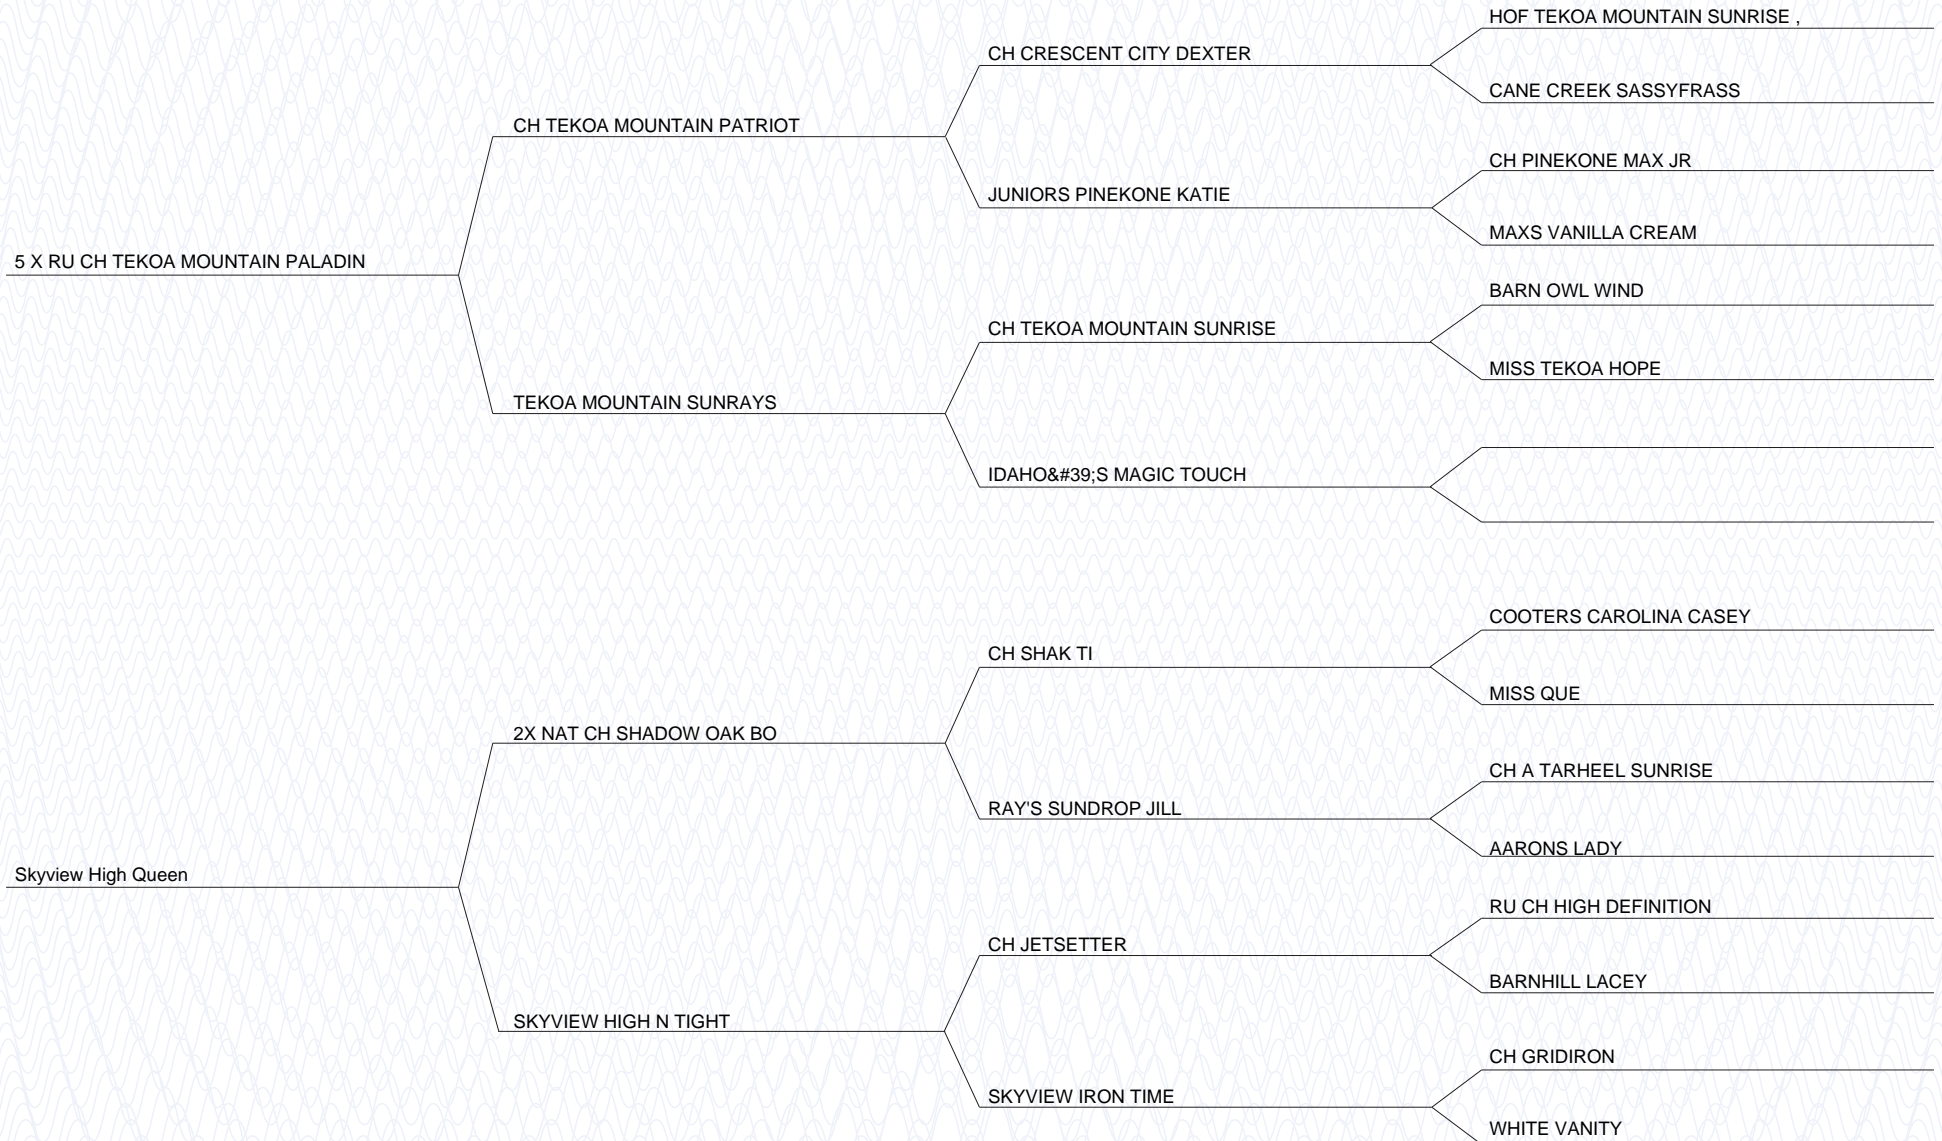 HOF TEKOA MOUNTAIN SUNRISE ,
CH CRESCENT CITY DEXTER
CANE CREEK SASSYFRASS
CH TEKOA MOUNTAIN PATRIOT
CH PINEKONE MAX JR
JUNIORS PINEKONE KATIE
MAXS VANILLA CREAM
5 X RU CH TEKOA MOUNTAIN PALADIN
BARN OWL WIND
CH TEKOA MOUNTAIN SUNRISE
MISS TEKOA HOPE
TEKOA MOUNTAIN SUNRAYS
IDAHO&#39;S MAGIC TOUCH
COOTERS CAROLINA CASEY
CH SHAK TI
MISS QUE
2X NAT CH SHADOW OAK BO
CH A TARHEEL SUNRISE
RAY'S SUNDROP JILL
AARONS LADY
Skyview High Queen
RU CH HIGH DEFINITION
CH JETSETTER
BARNHILL LACEY
SKYVIEW HIGH N TIGHT
CH GRIDIRON
SKYVIEW IRON TIME
WHITE VANITY